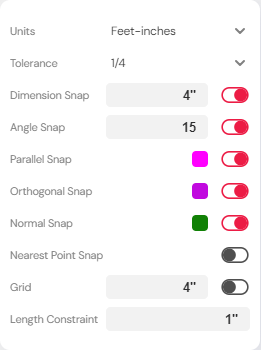 Units Feet-inches
Tolerance 1/4
Dimension Snap 4"
Angle Snap 15
Parallel Snap
Orthogonal Snap
Normal Snap
Nearest Point Snap
Grid 4"
Length Constraint 1"